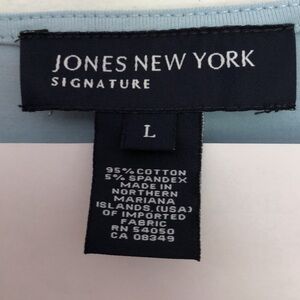 JONES NEW YORK
SIGNATURE
L
95% COTTON
5% SPANDEX
MADE IN
NORTHERN
MARIANA
ISLANDS, (USA)
OF IMPORTED
FABRIC
RN 54050
CA 08349